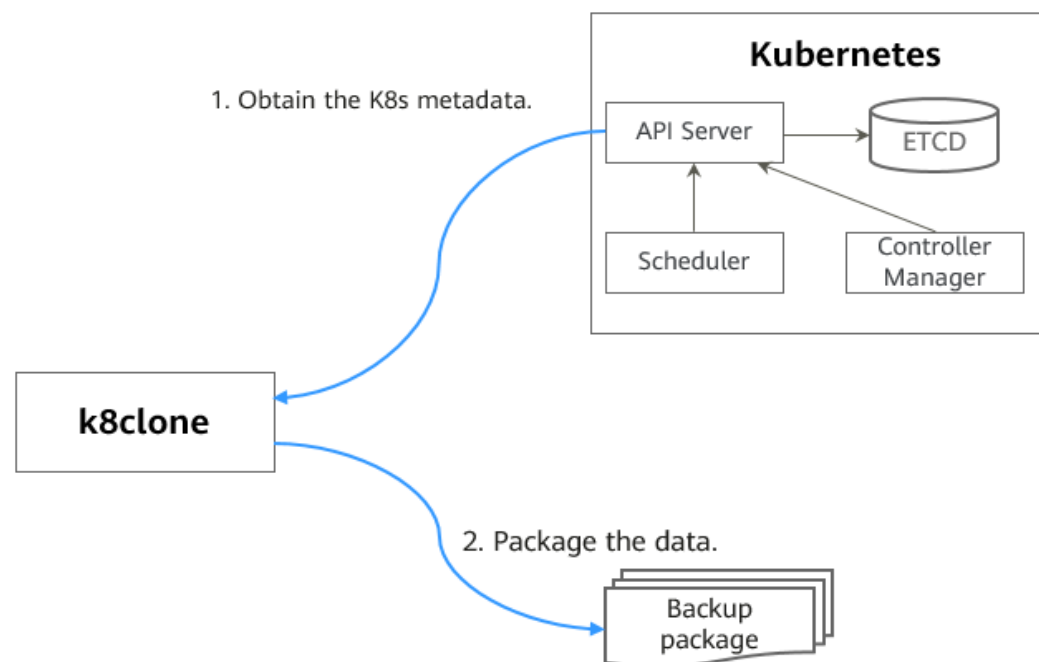 Kubernetes
1. Obtain the K8s metadata.
API Server
ETCD
Scheduler
Controller
Manager
k8clone
2. Package the data.
Backup
package